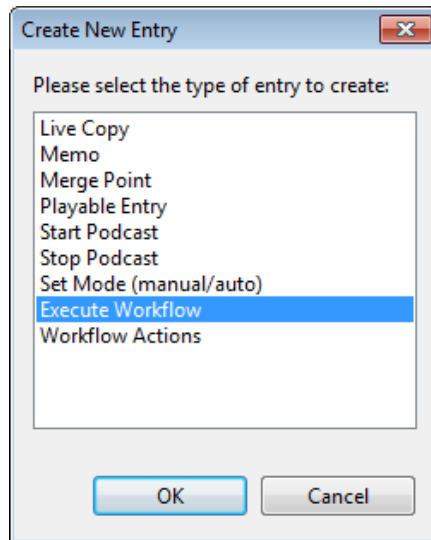 Create New Entry
Please select the type of entry to create:
Live Copy
Memo
Merge Point
Playable Entry
Start Podcast
Stop Podcast
Set Mode (manual/auto)
Execute Workflow
Workflow Actions
OK
Cancel